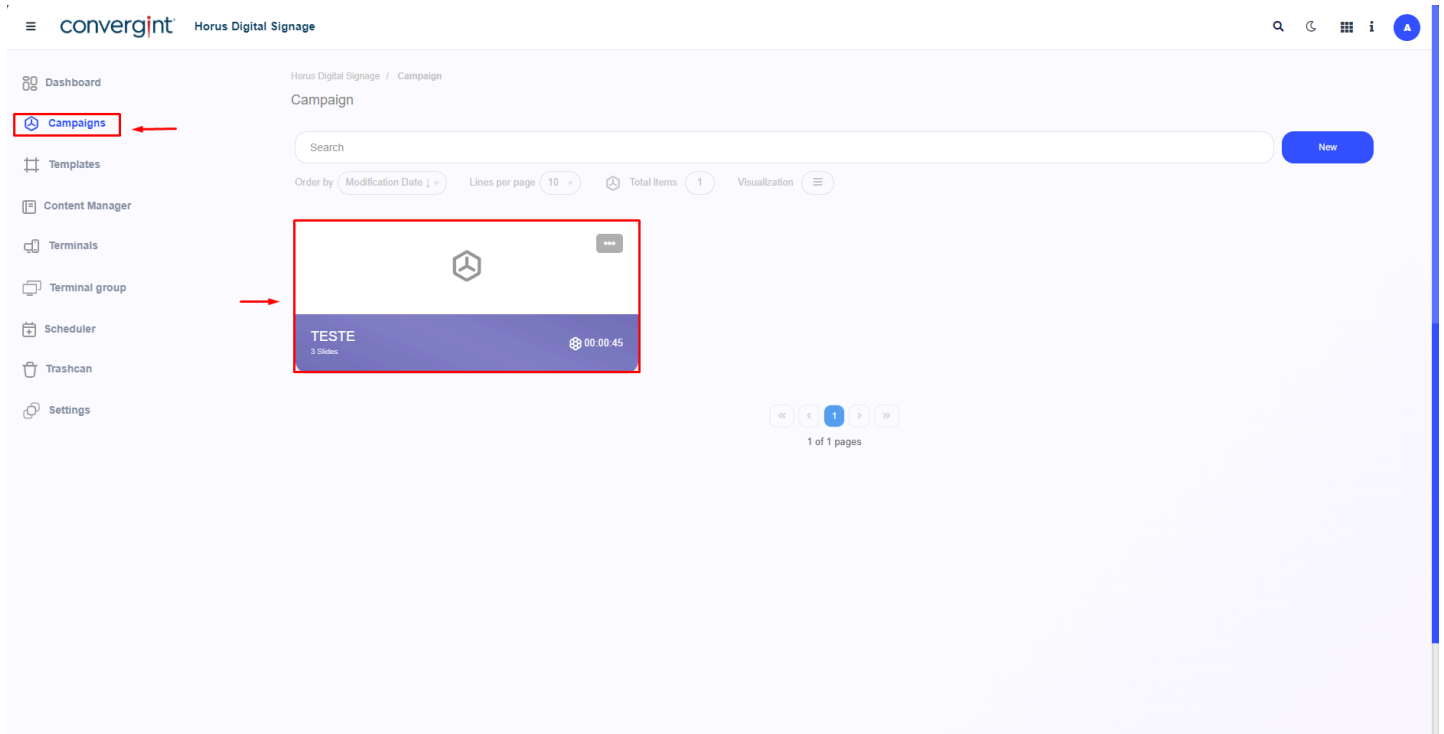 convergint Horus Digital Signage
A
Dashboard
Campaigns
Templates
Content Manager
Terminals
Terminal group
Scheduler
Trashcan
Settings
Horus Digital Signage / Campaign
Campaign
Search
New
Order by Modification Date ↓ Lines per page 10 Total items 1 Visualization
TESTE
3 Slides
00:00:45
« ‹ 1 › »
1 of 1 pages